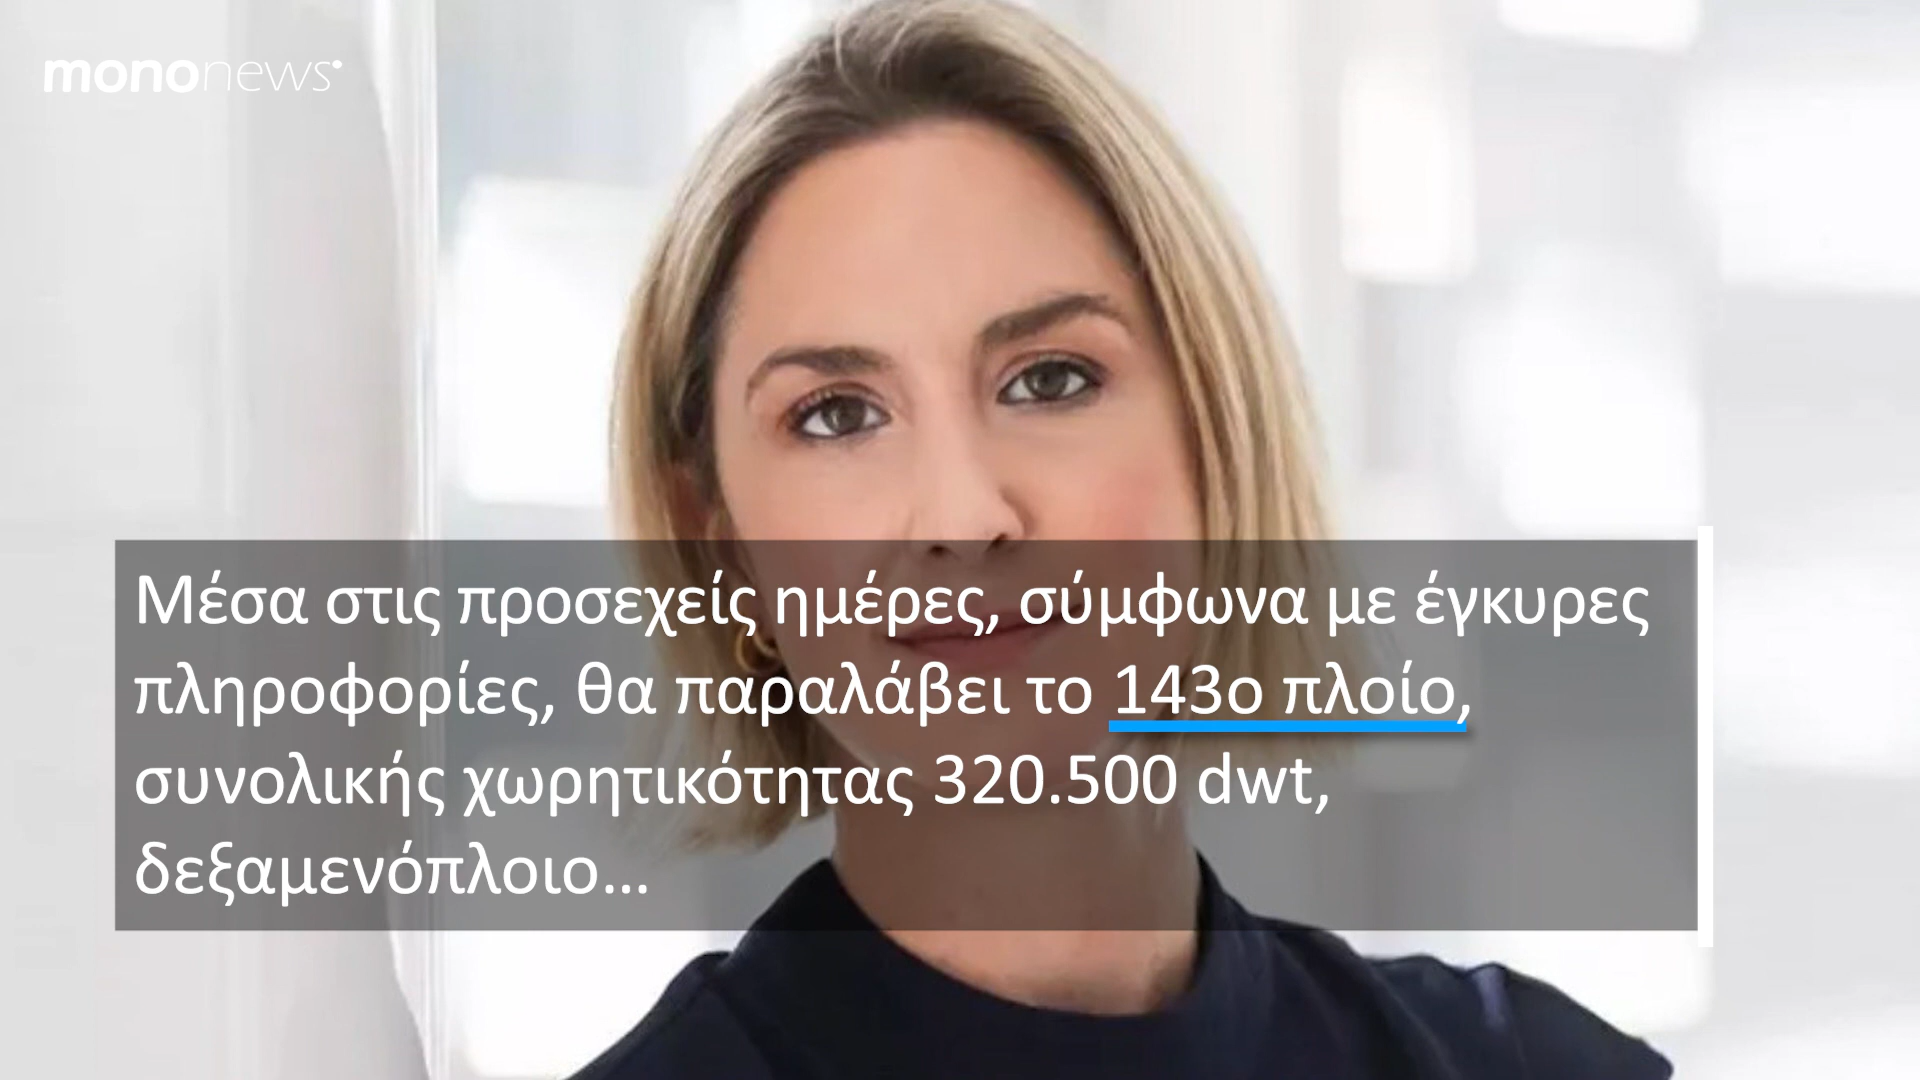 mononews
Μέσα στις προσεχείς ημέρες, σύμφωνα με έγκυρες
πληροφορίες, θα παραλάβει το 143ο πλοίο,
συνολικής χωρητικότητας 320.500 dwt,
δεξαμενόπλοιο...